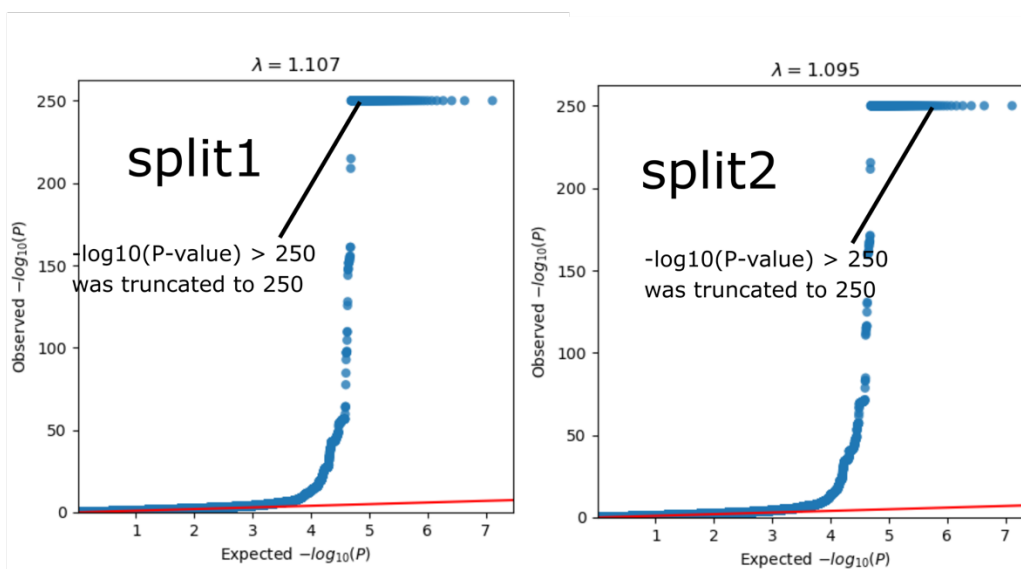 λ = 1.107
250
200
150
100
50
0
Observed −log₁₀(P)
split1
-log10(P-value) > 250
was truncated to 250
1 2 3 4 5 6 7
Expected −log₁₀(P)
λ = 1.095
250
200
150
100
50
0
Observed −log₁₀(P)
split2
-log10(P-value) > 250
was truncated to 250
1 2 3 4 5 6 7
Expected −log₁₀(P)